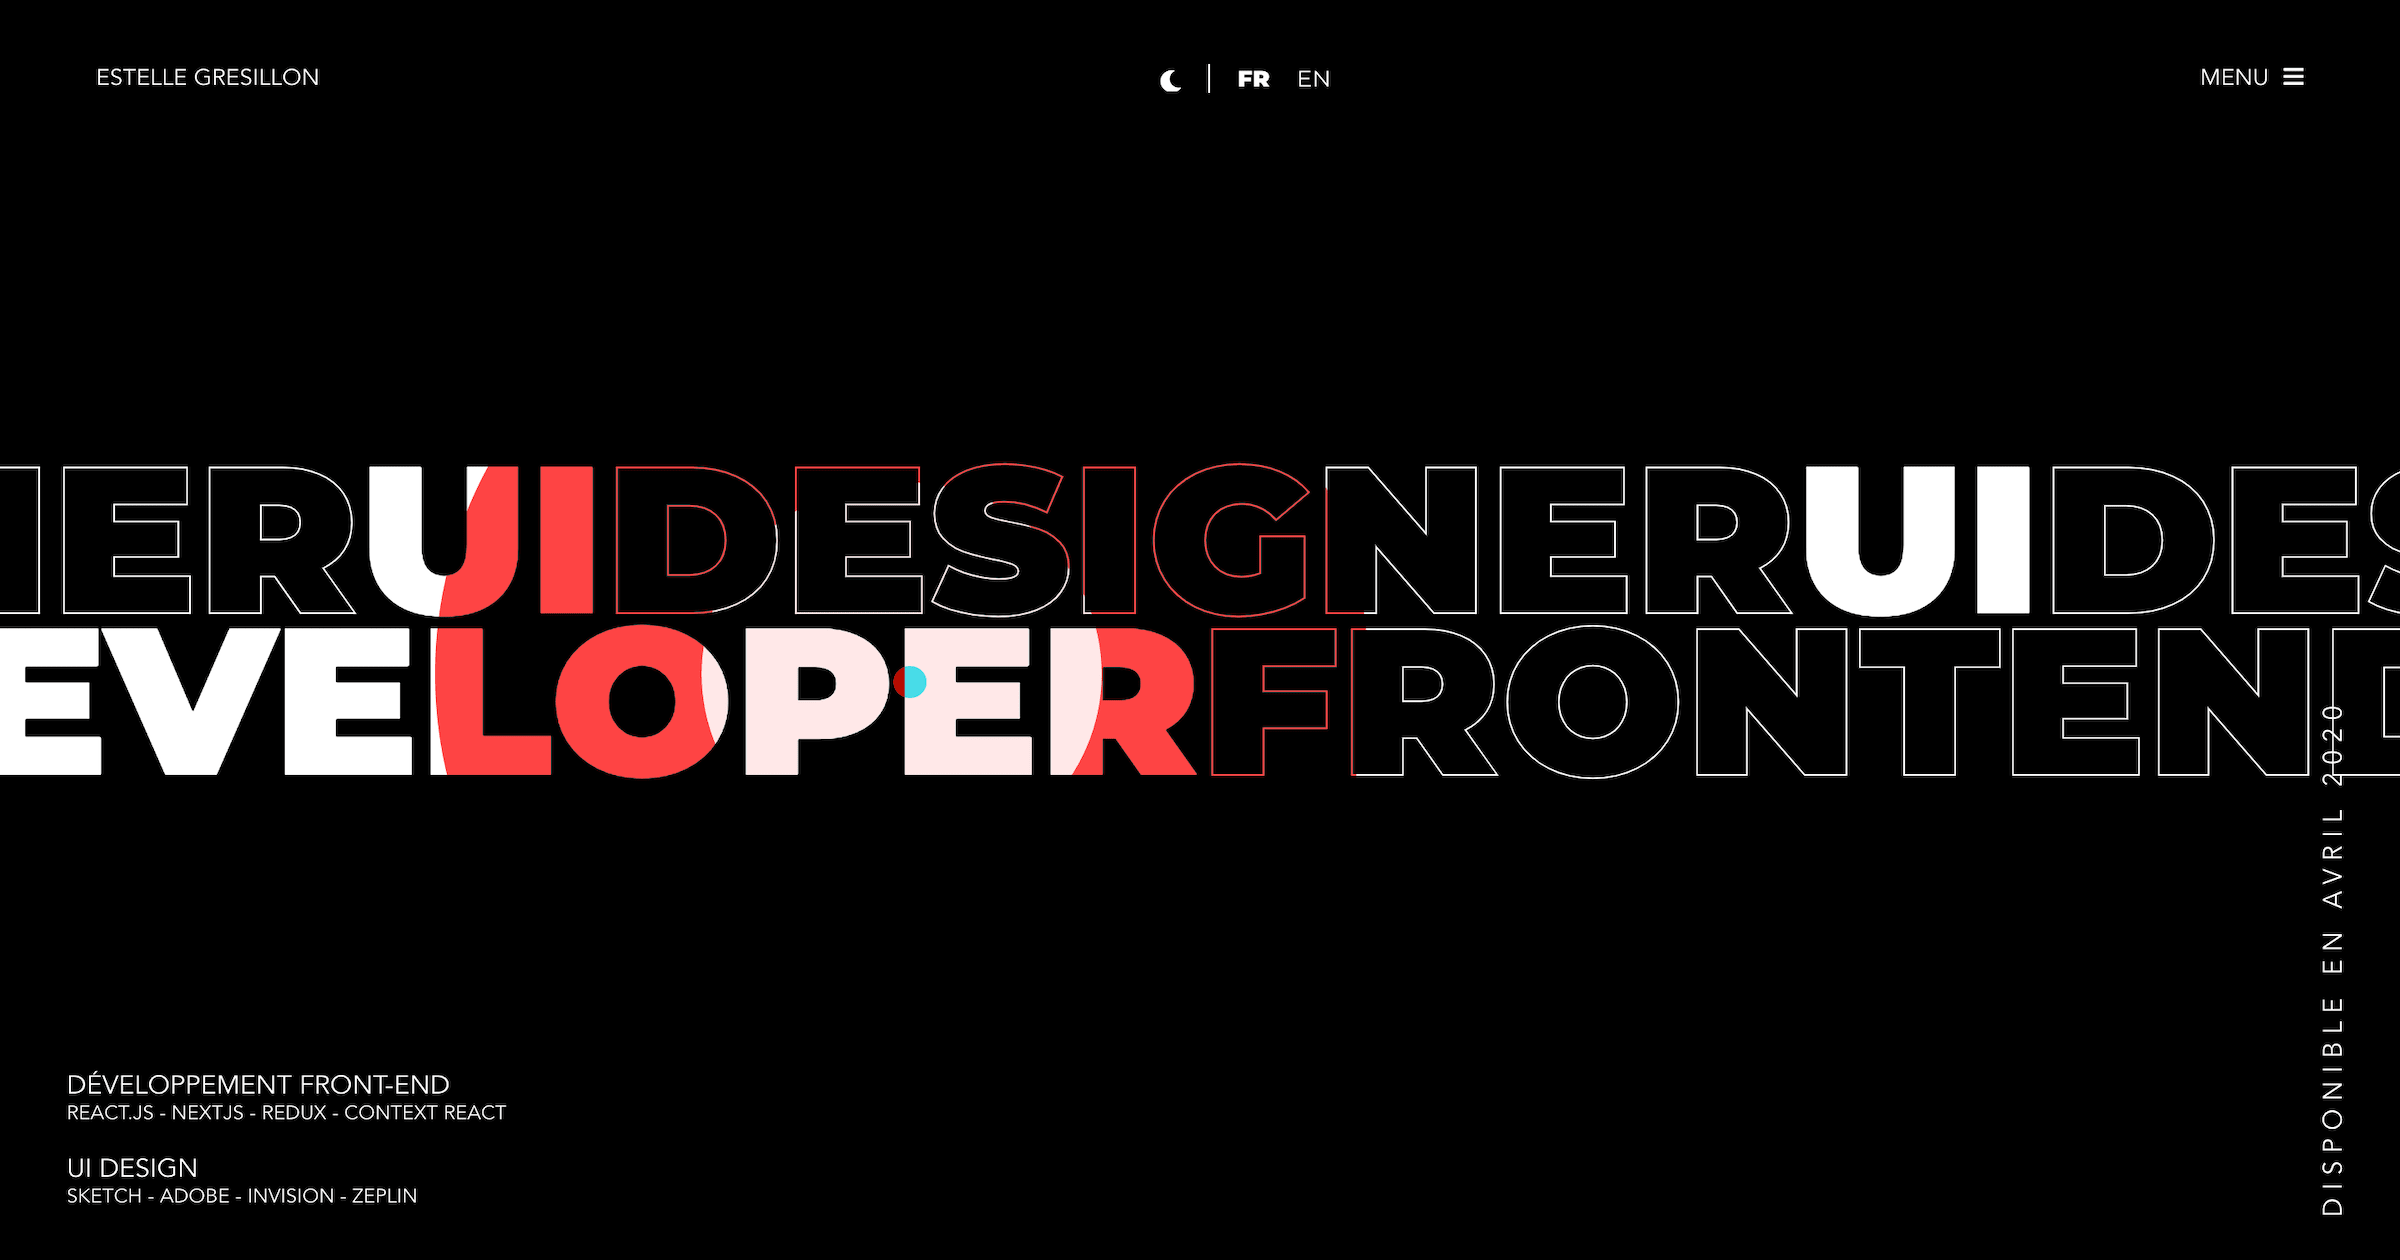 ESTELLE GRESILLON
FR EN
MENU
NERUIDESIGNERUIDES
EVELOPERFRONTEND
DISPONIBLE EN AVRIL 2020
DÉVELOPPEMENT FRONT-END
REACT.JS - NEXTJS - REDUX - CONTEXT REACT
UI DESIGN
SKETCH - ADOBE - INVISION - ZEPLIN